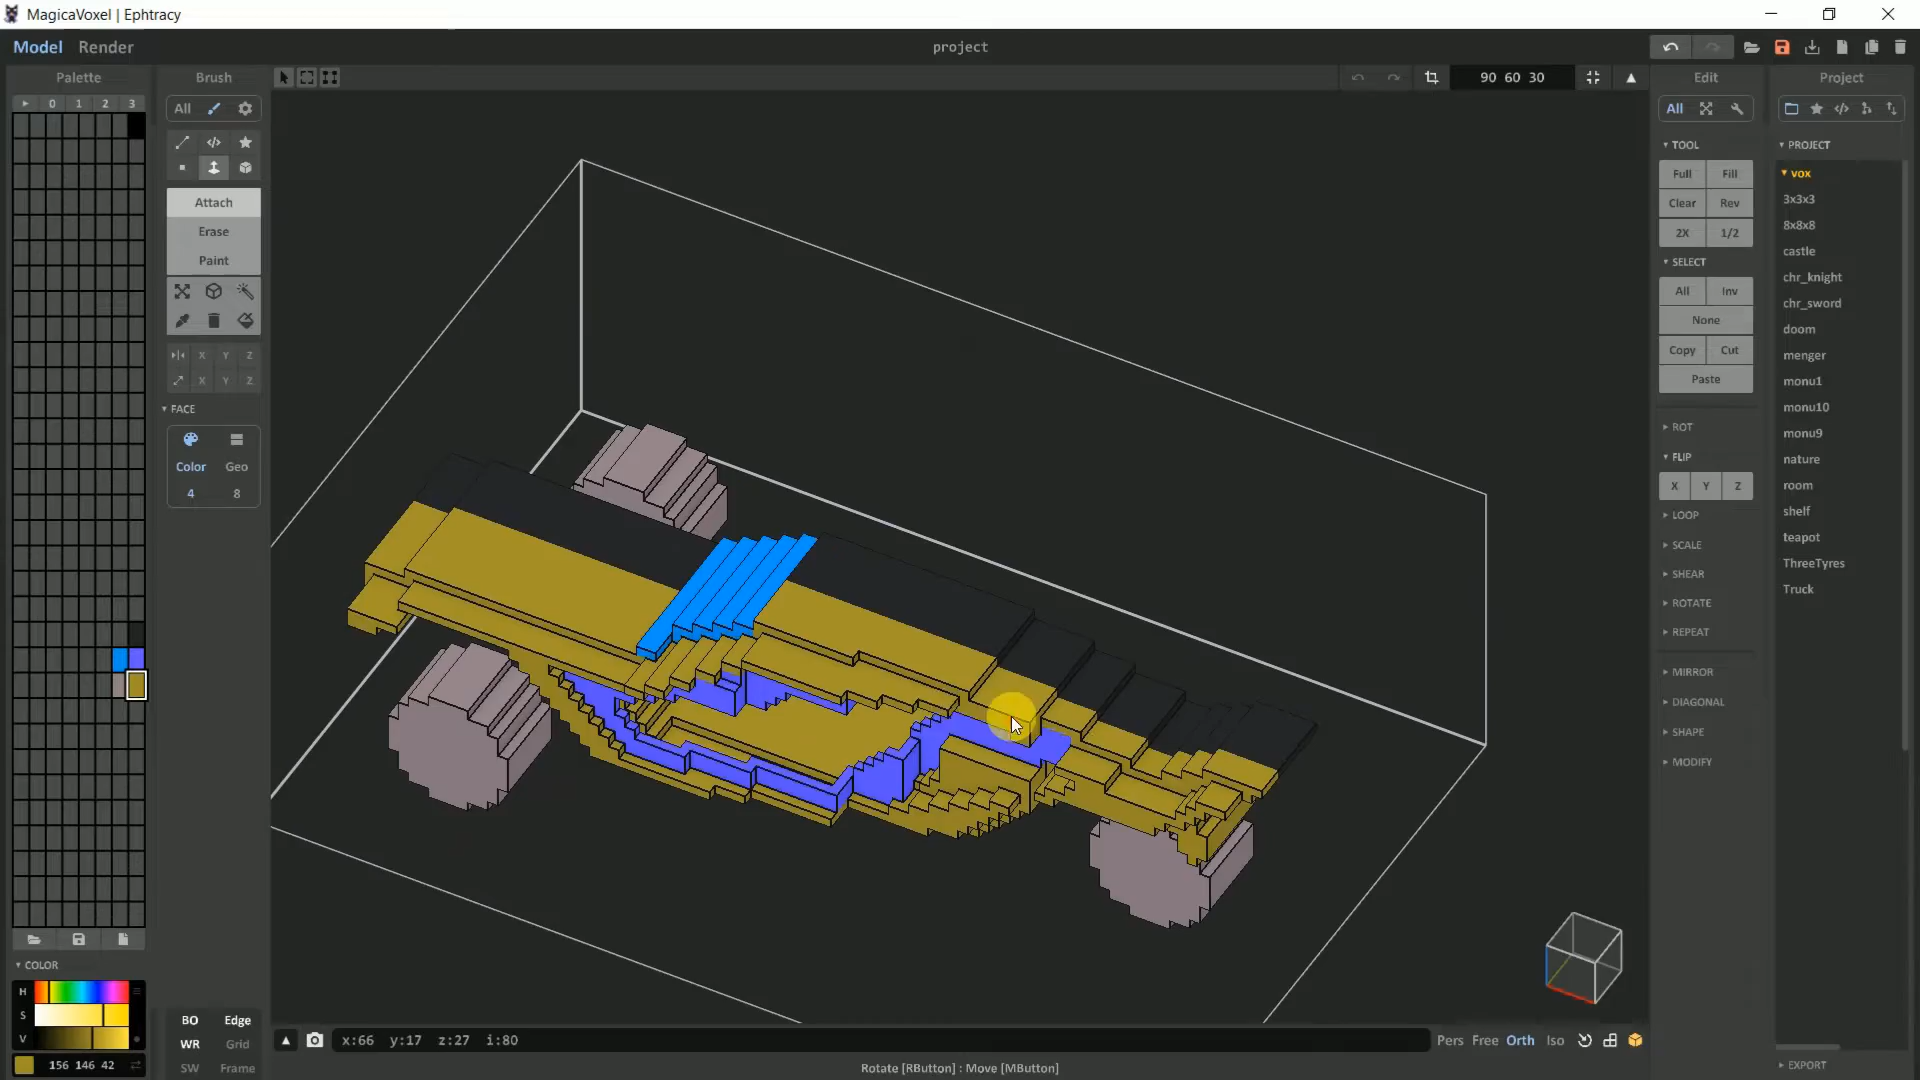 MagicaVoxel | Ephtracy
Model Render
project
Palette
Brush
90 60 30
Edit
Project
0 1 2 3
All
All
Attach
Erase
Paint
X Y Z
X Y Z
FACE
Color Geo
4 8
TOOL
Full Fill
Clear Rev
2X 1/2
SELECT
All Inv
None
Copy Cut
Paste
ROT
FLIP
X Y Z
LOOP
SCALE
SHEAR
ROTATE
REPEAT
MIRROR
DIAGONAL
SHAPE
MODIFY
PROJECT
vox
3x3x3
8x8x8
castle
chr_knight
chr_sword
doom
menger
monu1
monu10
monu9
nature
room
shelf
teapot
ThreeTyres
Truck
EXPORT
COLOR
H
S
V
156 146 42
BO Edge
WR Grid
SW Frame
x:66 y:17 z:27 i:80
Pers Free Orth Iso
Rotate [RButton] : Move [MButton]